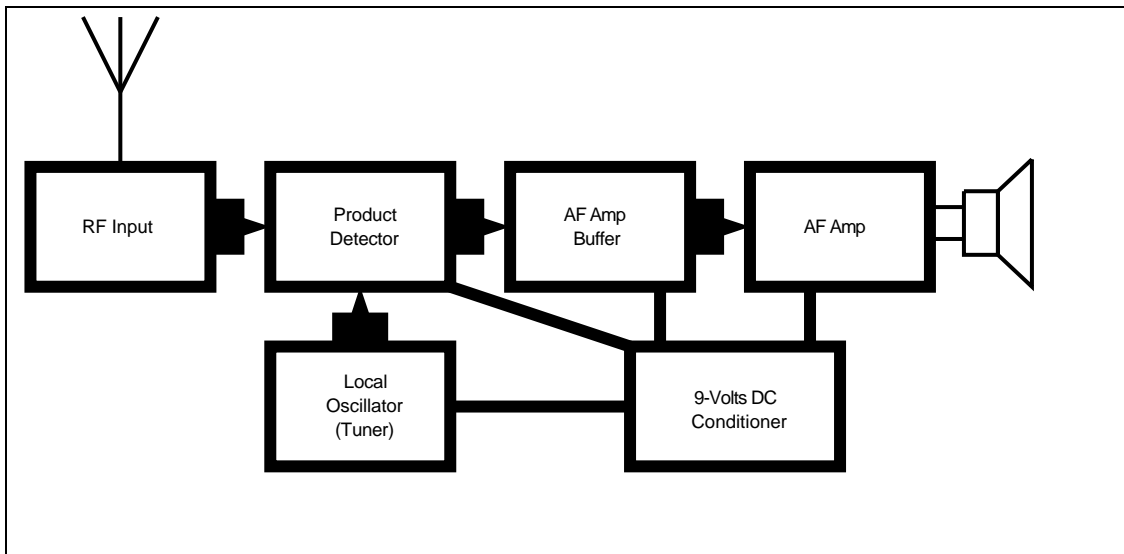 RF Input
Product
Detector
AF Amp
Buffer
AF Amp
Local
Oscillator
(Tuner)
9-Volts DC
Conditioner